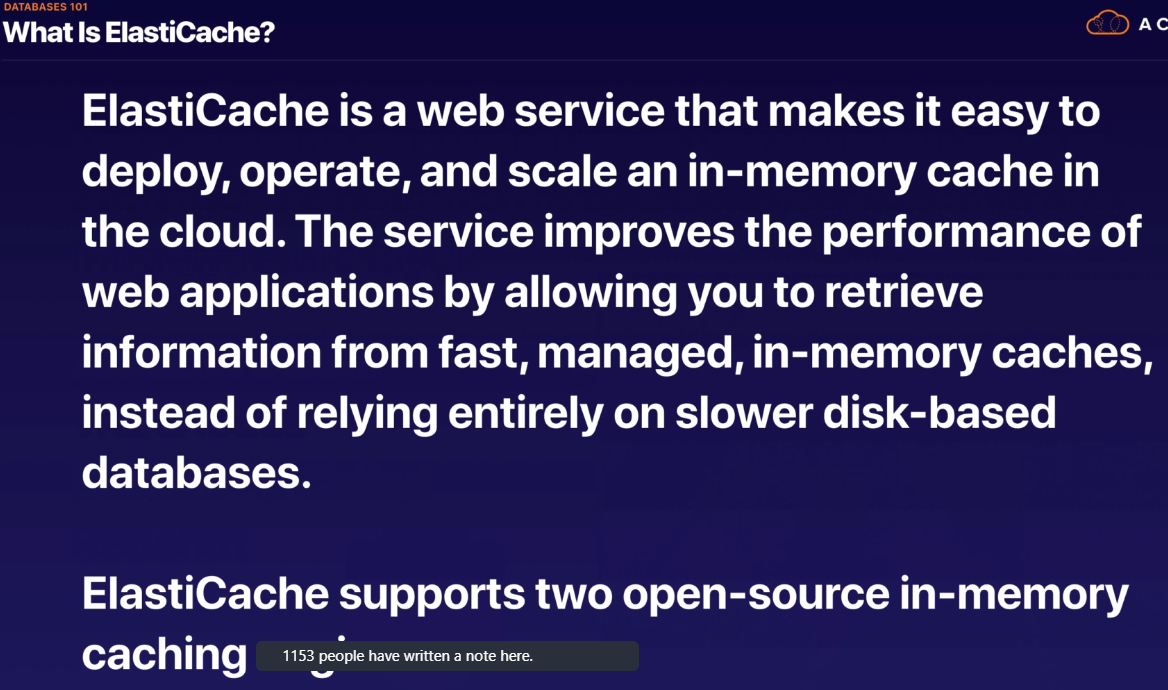 DATABASES 101
What Is ElastiCache?
A C
ElastiCache is a web service that makes it easy to
deploy, operate, and scale an in-memory cache in
the cloud. The service improves the performance of
web applications by allowing you to retrieve
information from fast, managed, in-memory caches,
instead of relying entirely on slower disk-based
databases.
ElastiCache supports two open-source in-memory
caching
1153 people have written a note here.